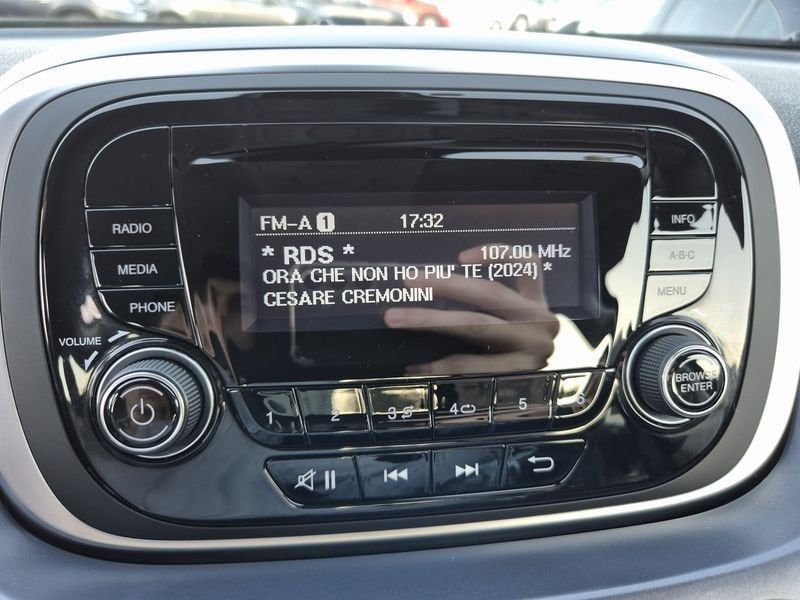 FM-A 1 17:32
* RDS * 107.00 MHz
ORA CHE NON HO PIU' TE (2024) *
CESARE CREMONINI
RADIO
MEDIA
PHONE
VOLUME
INFO
A-B-C
MENU
BROWSE
ENTER
1 2 3 4 5 6